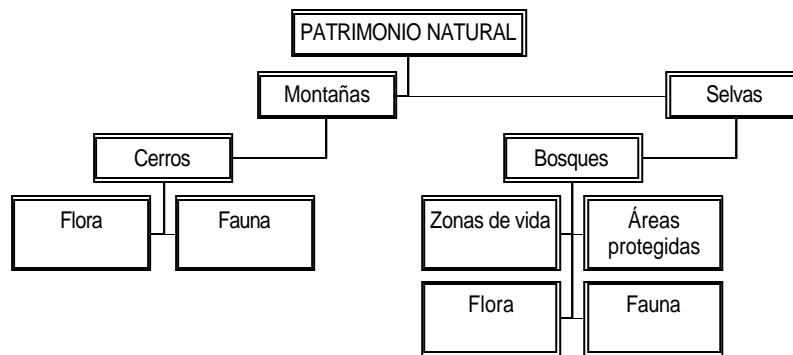 PATRIMONIO NATURAL
Montañas
Selvas
Cerros
Bosques
Flora
Fauna
Zonas de vida
Áreas
protegidas
Flora
Fauna